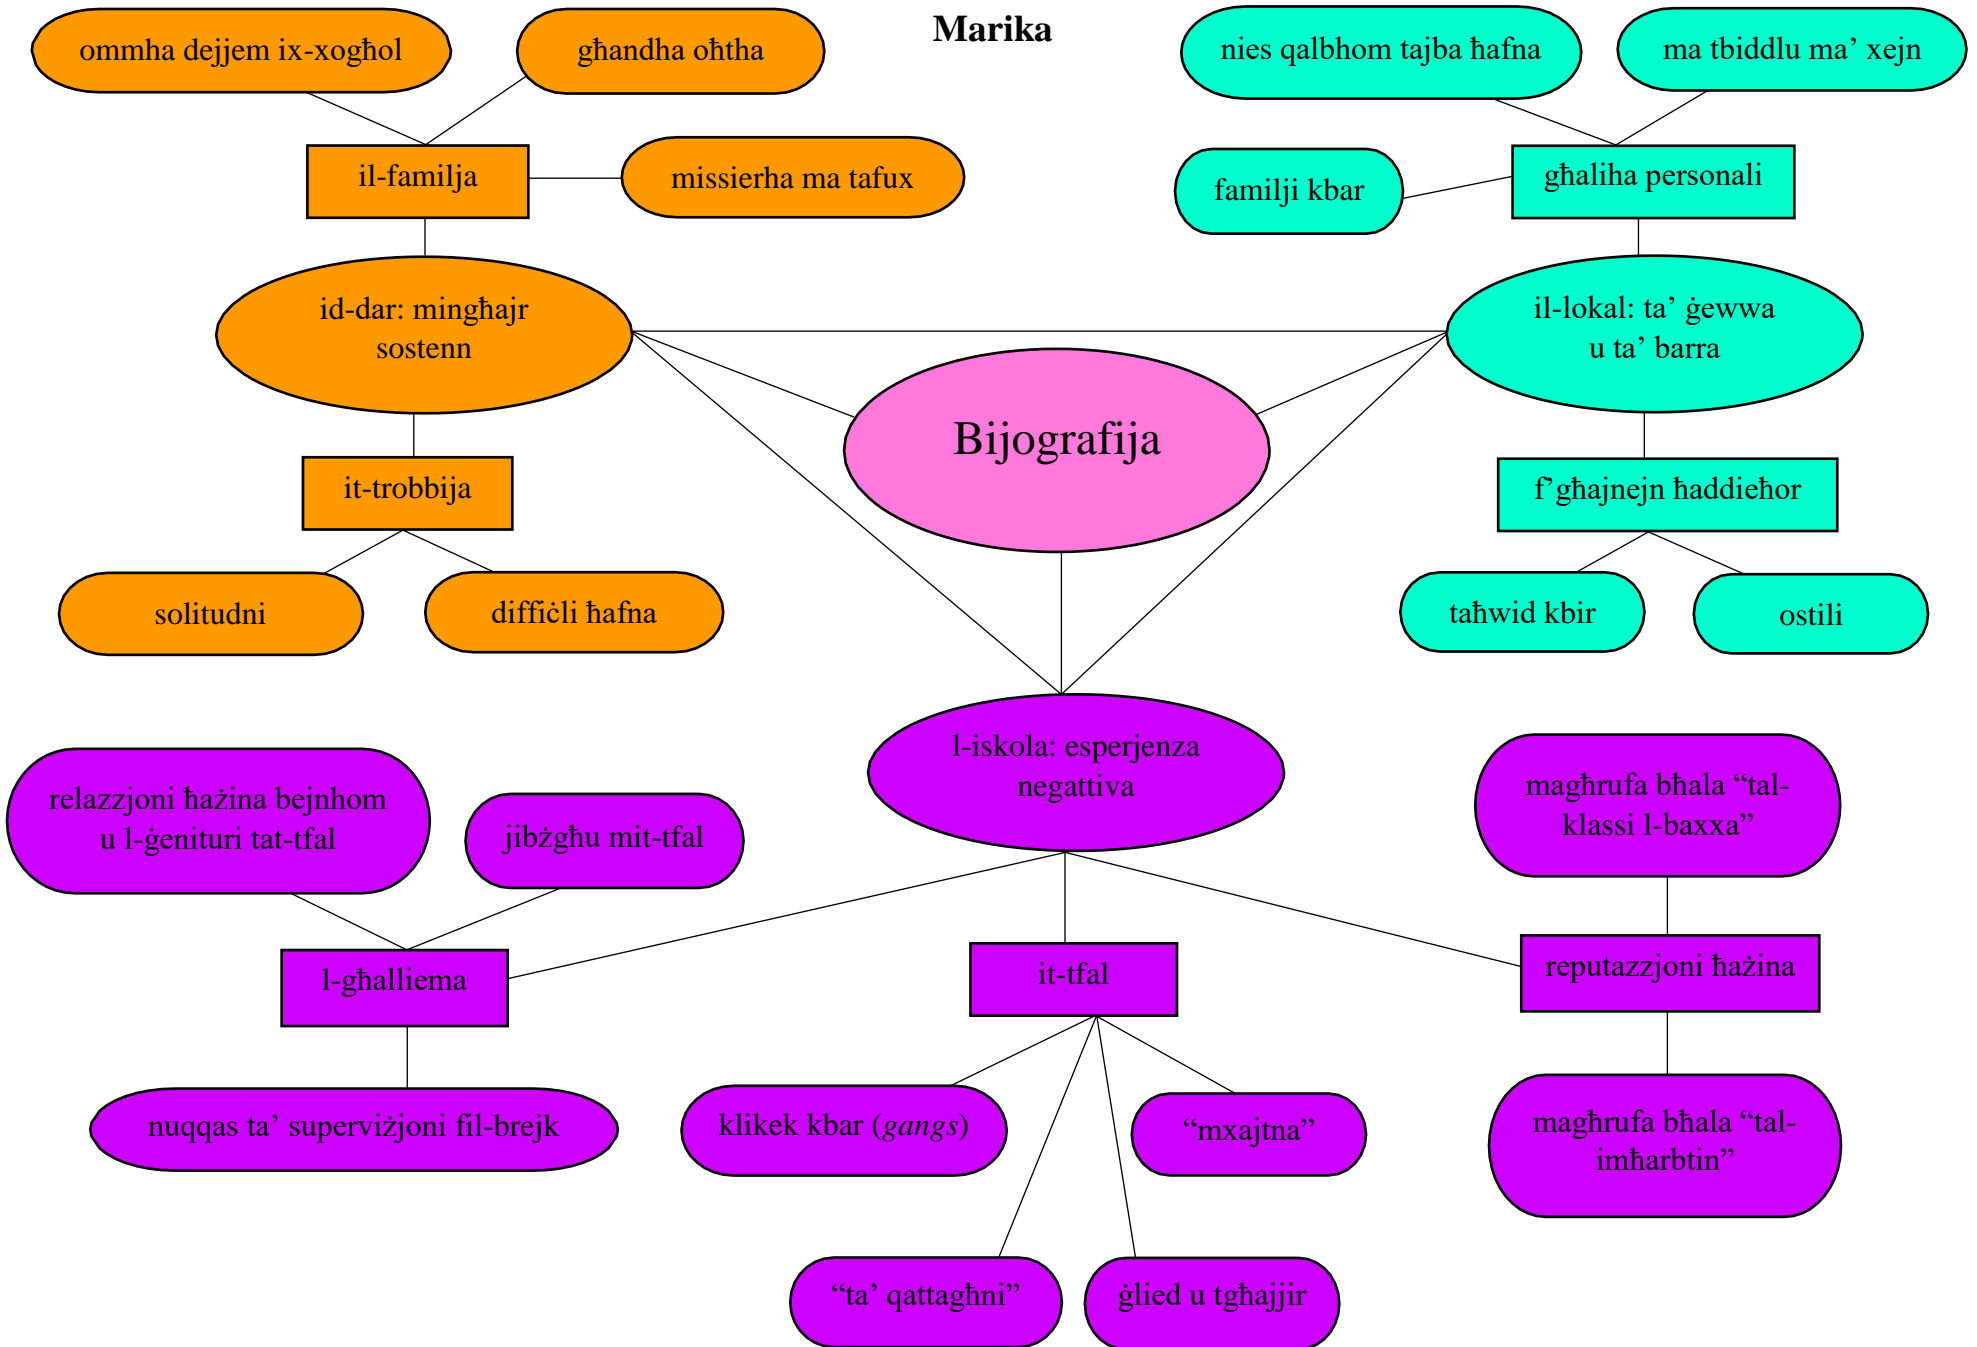 Marika
ommha dejjem ix-xogħol
għandha oħtha
il-familja
missierha ma tafux
id-dar: mingħajr
sostenn
it-trobbija
solitudni
diffiċli ħafna
nies qalbhom tajba ħafna
ma tbiddlu ma’ xejn
familji kbar
għaliha personali
il-lokal: ta’ ġewwa
u ta’ barra
f’għajnejn ħaddieħor
taħwid kbir
ostili
Bijografija
l-iskola: esperjenza
negattiva
relazzjoni ħażina bejnhom
u l-ġenituri tat-tfal
jibżgħu mit-tfal
l-għalliema
nuqqas ta’ superviżjoni fil-brejk
it-tfal
klikek kbar (gangs)
“mxajtna”
“ta’ qattagħni”
ġlied u tgħajjir
magħrufa bħala “tal-
klassi l-baxxa”
reputazzjoni ħażina
magħrufa bħala “tal-
imħarbtin”